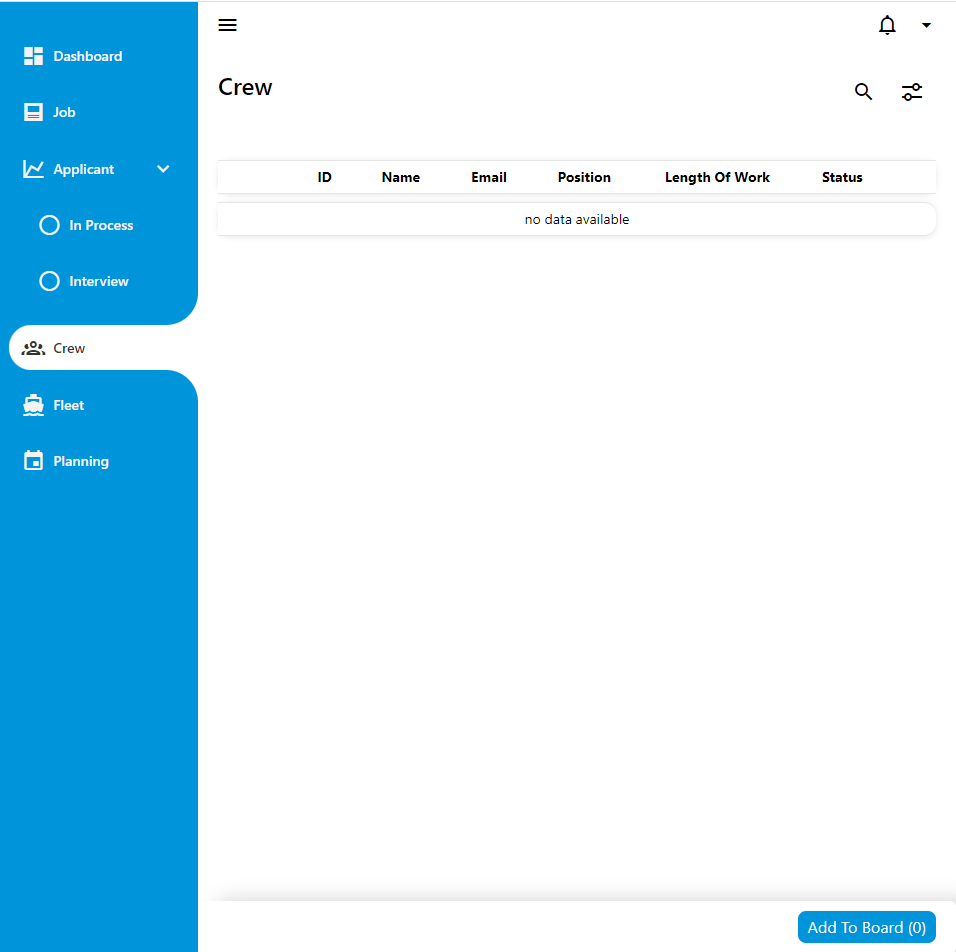 Dashboard
Job
Applicant
In Process
Interview
Crew
Fleet
Planning
Crew
ID Name Email Position Length Of Work Status
no data available
Add To Board (0)